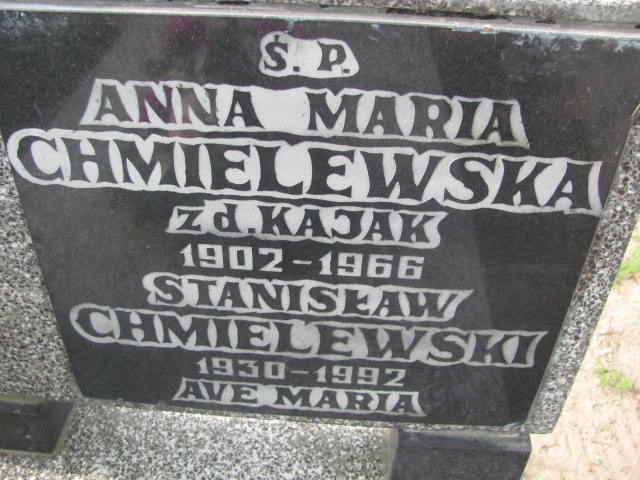 Ś. P.
ANNA MARIA
CHMIELEWSKA
zd. KAJAK
1902-1966
STANISŁAW
CHMIELEWSKI
1930-1992
AVE MARIA